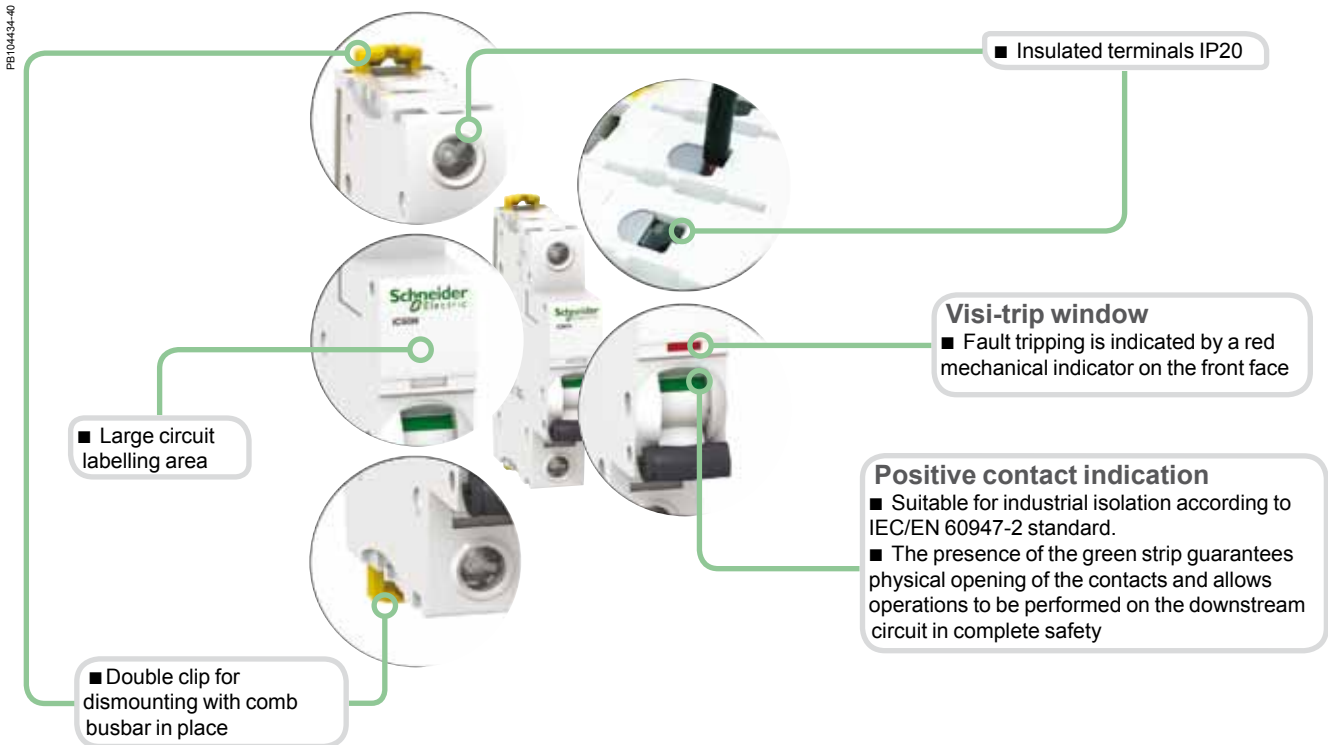 PB104434-40
■ Insulated terminals IP20
Schneider
Electric
iC60N
Schneider
Visi-trip window
■ Fault tripping is indicated by a red
mechanical indicator on the front face
■ Large circuit
labelling area
Positive contact indication
■ Suitable for industrial isolation according to
IEC/EN 60947-2 standard.
■ The presence of the green strip guarantees
physical opening of the contacts and allows
operations to be performed on the downstream
circuit in complete safety
■ Double clip for
dismounting with comb
busbar in place